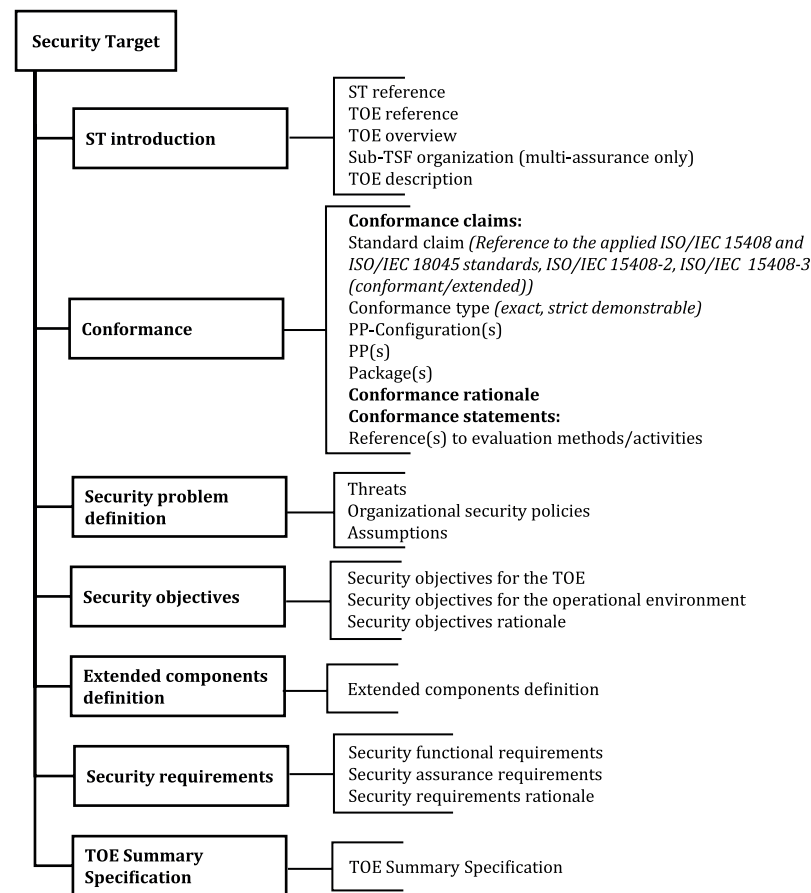 Security Target
ST introduction
ST reference
TOE reference
TOE overview
Sub-TSF organization (multi-assurance only)
TOE description
Conformance
Conformance claims:
Standard claim (Reference to the applied ISO/IEC 15408 and
ISO/IEC 18045 standards, ISO/IEC 15408-2, ISO/IEC 15408-3
(conformant/extended))
Conformance type (exact, strict demonstrable)
PP-Configuration(s)
PP(s)
Package(s)
Conformance rationale
Conformance statements:
Reference(s) to evaluation methods/activities
Security problem
definition
Threats
Organizational security policies
Assumptions
Security objectives
Security objectives for the TOE
Security objectives for the operational environment
Security objectives rationale
Extended components
definition
Extended components definition
Security requirements
Security functional requirements
Security assurance requirements
Security requirements rationale
TOE Summary
Specification
TOE Summary Specification